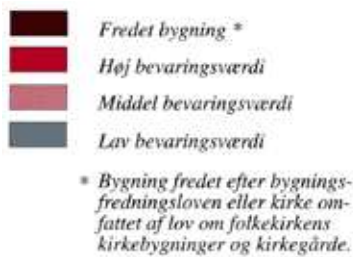 Fredet bygning *
Høj bevaringsværdi
Middel bevaringsværdi
Lav bevaringsværdi
* Bygning fredet efter bygnings-
fredningsloven eller kirke om-
fattet af lov om folkekirkens
kirkebygninger og kirkegårde.